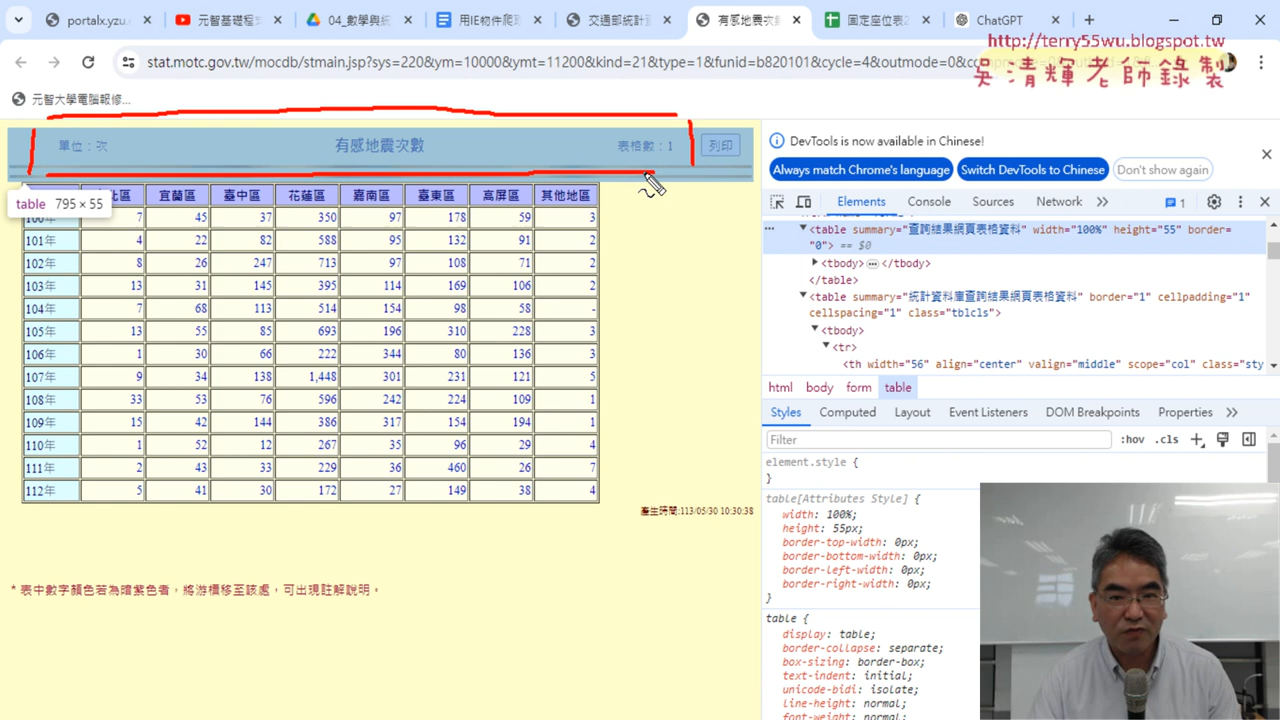 portalx.yzu.
元智基礎程式
04_數學與統
用IE物件爬取
交通部統計查
有感地震次數
固定座位表2
ChatGPT
stat.motc.gov.tw/mocdb/stmain.jsp?sys=220&ym=10000&ymt=11200&kind=21&type=1&funid=b820101&cycle=4&outmode=0&
http://terry55wu.blogspot.tw
吳清輝老師錄製
元智大學電腦報修...
單位：次 有感地震次數 表格數：1 列印
table 795 × 55
北區 宜蘭區 臺中區 花蓮區 嘉南區 臺東區 高屏區 其他地區
100年 7 45 37 350 97 178 59 3
101年 4 22 82 588 95 132 91 2
102年 8 26 247 713 97 108 71 2
103年 13 31 145 395 114 169 106 2
104年 7 68 113 514 154 98 58 -
105年 13 55 85 693 196 310 228 3
106年 1 30 66 222 344 80 136 3
107年 9 34 138 1,448 301 231 121 5
108年 33 53 76 596 242 224 109 1
109年 15 42 144 386 317 154 194 1
110年 1 52 12 267 35 96 29 4
111年 2 43 33 229 36 460 26 7
112年 5 41 30 172 27 149 38 4
產生時間:113/05/30 10:30:38
* 表中數字顏色若為暗紫色者，將游標移至該處，可出現註解說明。
DevTools is now available in Chinese!
Always match Chrome's language Switch DevTools to Chinese Don't show again
Elements Console Sources Network 1
<table summary="查詢結果網頁表格資料" width="100%" height="55" border=
"0"> == $0
<tbody> ... </tbody>
</table>
<table summary="統計資料庫查詢結果網頁表格資料" border="1" cellpadding="1"
cellspacing="1" class="tblcls">
<tbody>
<tr>
<th width="56" align="center" valign="middle" scope="col" class="sty
html body form table
Styles Computed Layout Event Listeners DOM Breakpoints Properties
Filter :hov .cls
element.style {
}
table[Attributes Style] {
width: 100%;
height: 55px;
border-top-width: 0px;
border-bottom-width: 0px;
border-left-width: 0px;
border-right-width: 0px;
}
table {
display: table;
border-collapse: separate;
box-sizing: border-box;
text-indent: initial;
unicode-bidi: isolate;
line-height: normal;
font-weight: normal;